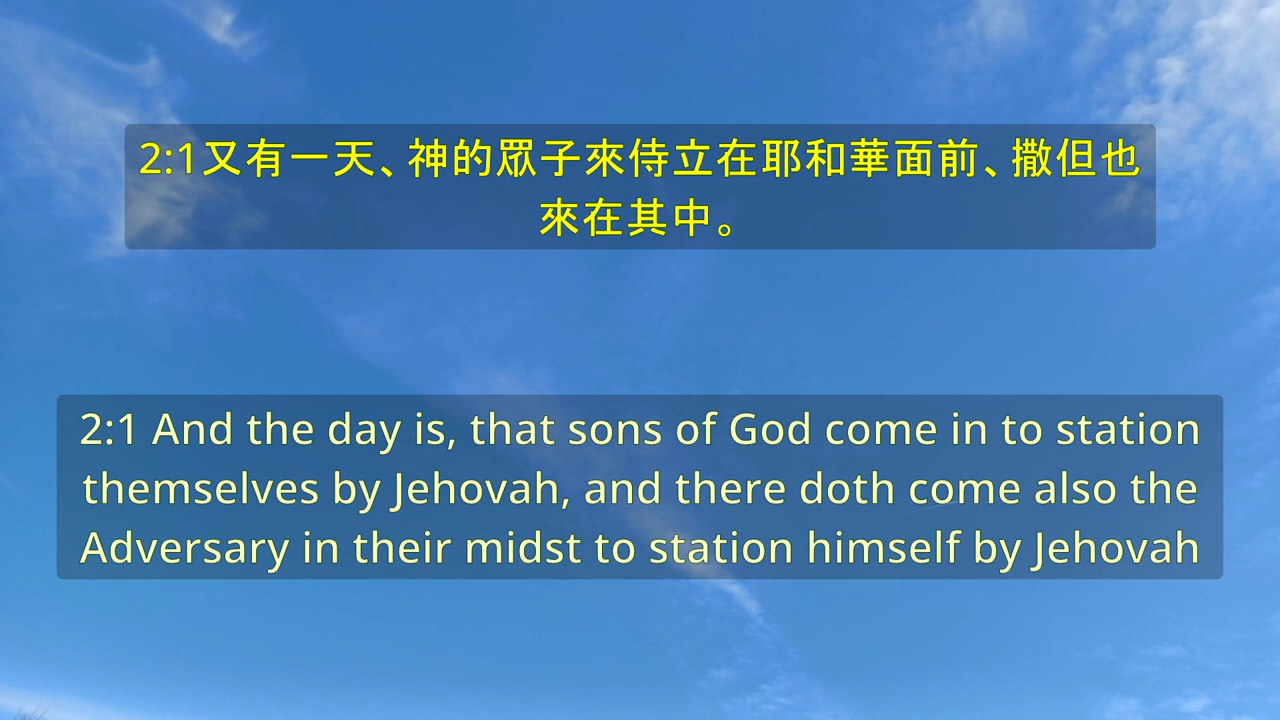 2:1又有一天、神的眾子來侍立在耶和華面前、撒但也
來在其中。
2:1 And the day is, that sons of God come in to station
themselves by Jehovah, and there doth come also the
Adversary in their midst to station himself by Jehovah